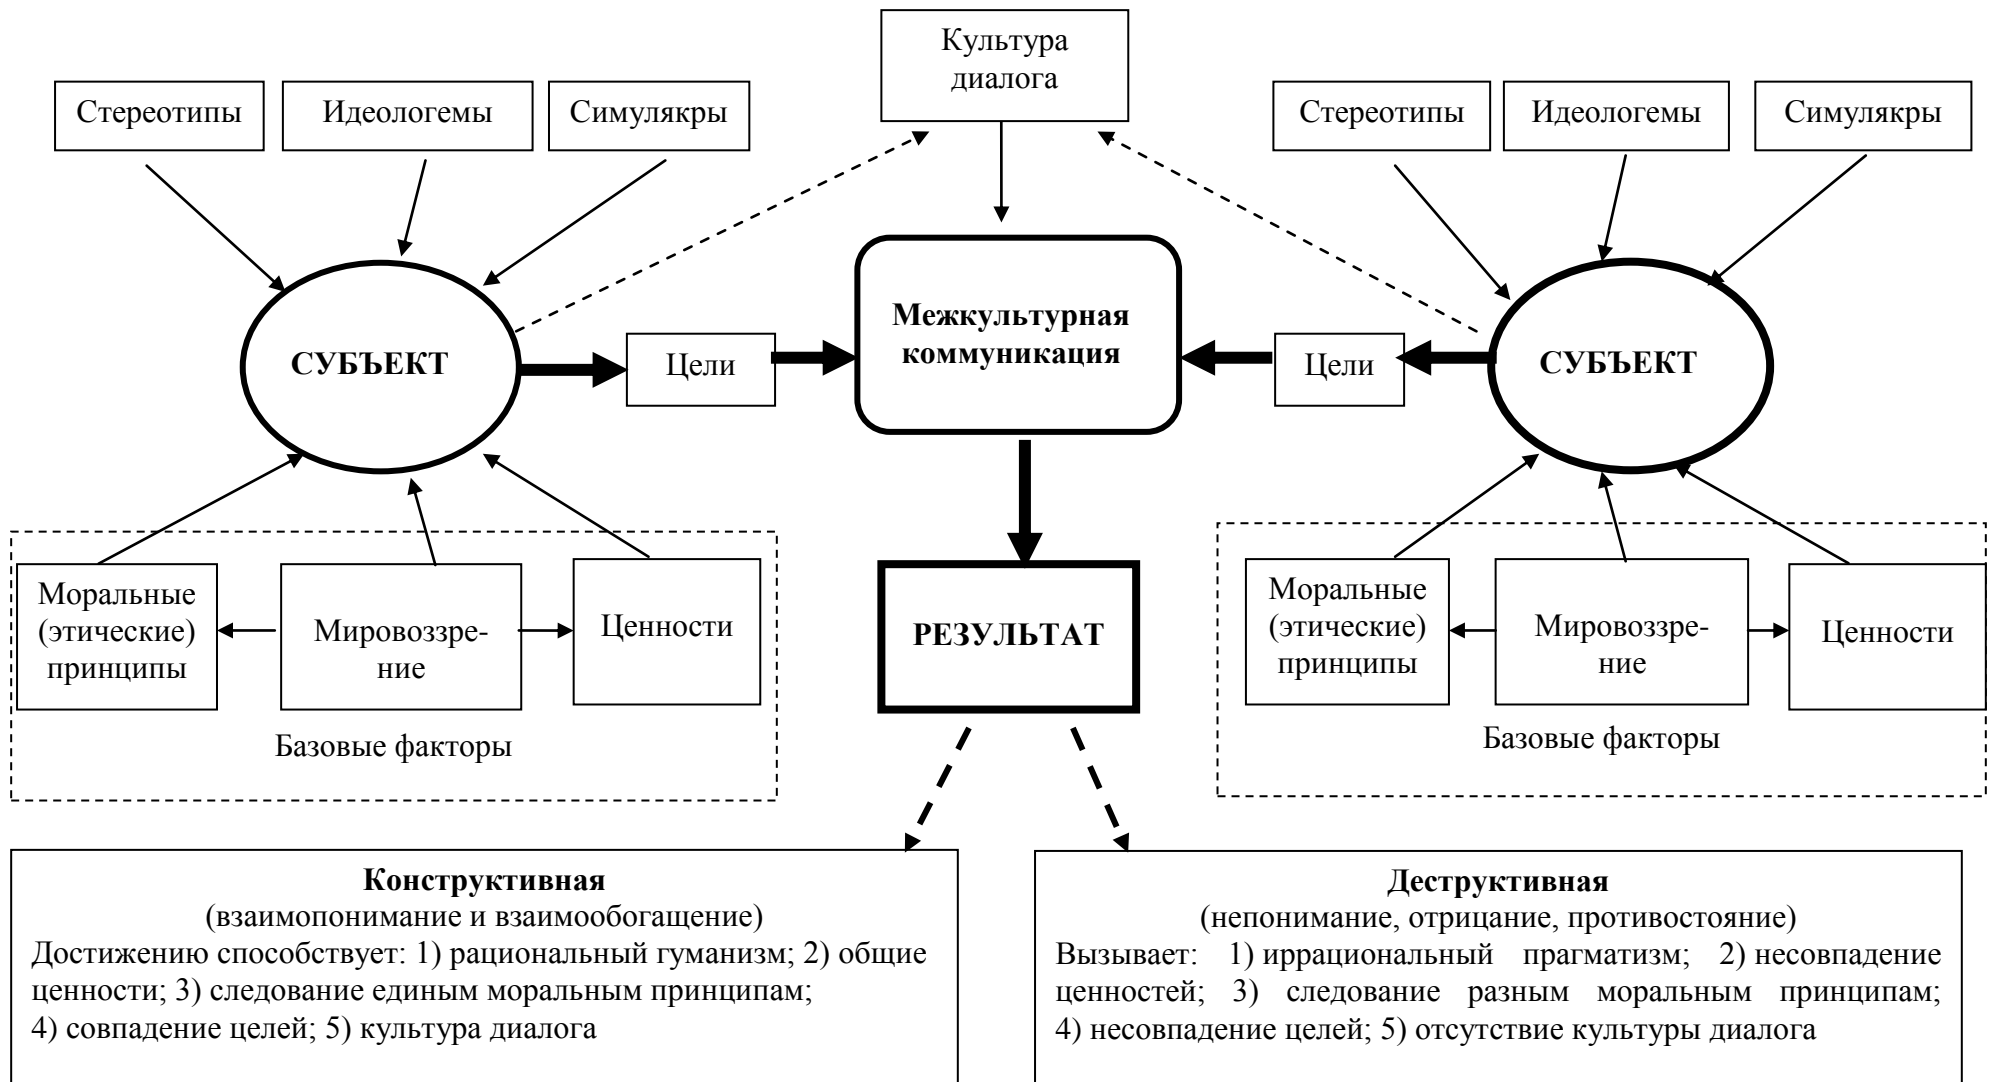 Культура
диалога
Стереотипы
Идеологемы
Симулякры
Стереотипы
Идеологемы
Симулякры
СУБЪЕКТ
Цели
Межкультурная
коммуникация
Цели
СУБЪЕКТ
Моральные
(этические)
принципы
Мировоззре-
ние
Ценности
Базовые факторы
РЕЗУЛЬТАТ
Моральные
(этические)
принципы
Мировоззре-
ние
Ценности
Базовые факторы
Конструктивная
(взаимопонимание и взаимообогащение)
Достижению способствует: 1) рациональный гуманизм; 2) общие
ценности; 3) следование единым моральным принципам;
4) совпадение целей; 5) культура диалога
Деструктивная
(непонимание, отрицание, противостояние)
Вызывает: 1) иррациональный прагматизм; 2) несовпадение
ценностей; 3) следование разным моральным принципам;
4) несовпадение целей; 5) отсутствие культуры диалога